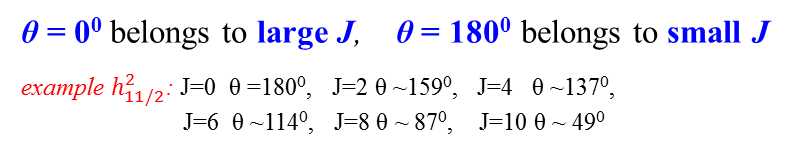 θ = 0⁰ belongs to large J, θ = 180⁰ belongs to small J
example h²₁₁/₂: J=0 θ =180⁰, J=2 θ ~159⁰, J=4 θ ~137⁰,
J=6 θ ~114⁰, J=8 θ ~ 87⁰, J=10 θ ~ 49⁰